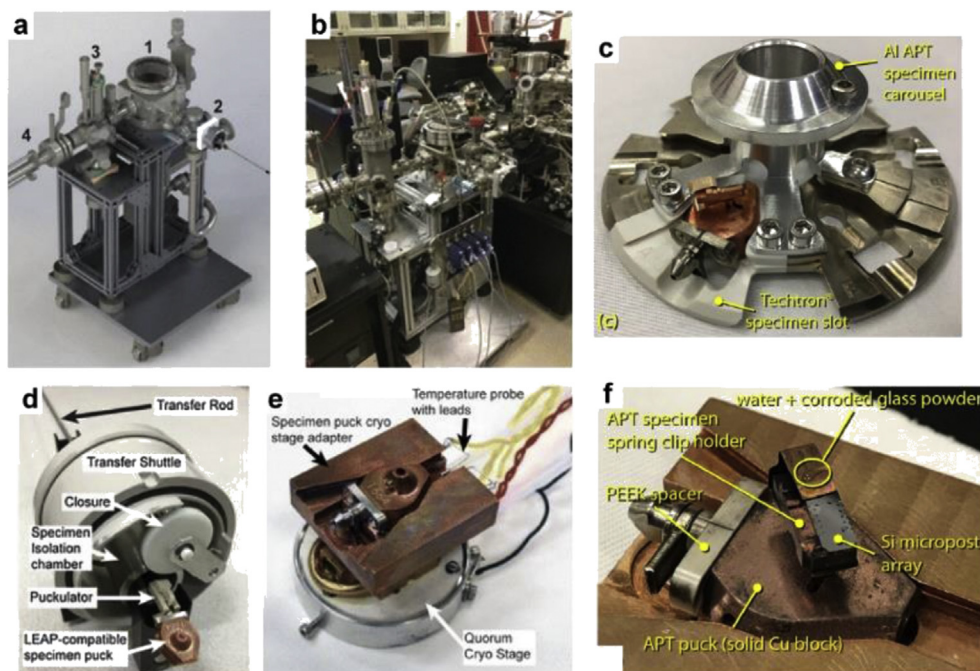 a
3
1
2
4
b
c
Al APT
specimen
carousel
Techtron®
specimen slot
(c)
d
Transfer Rod
Transfer Shuttle
Closure
Specimen
Isolation
chamber
Puckulator
LEAP-compatible
specimen puck
e
Temperature probe
with leads
Specimen puck cryo
stage adapter
Quorum
Cryo Stage
f
water + corroded glass powder
APT specimen
spring clip holder
PEEK spacer
Si micropost
array
APT puck (solid Cu block)